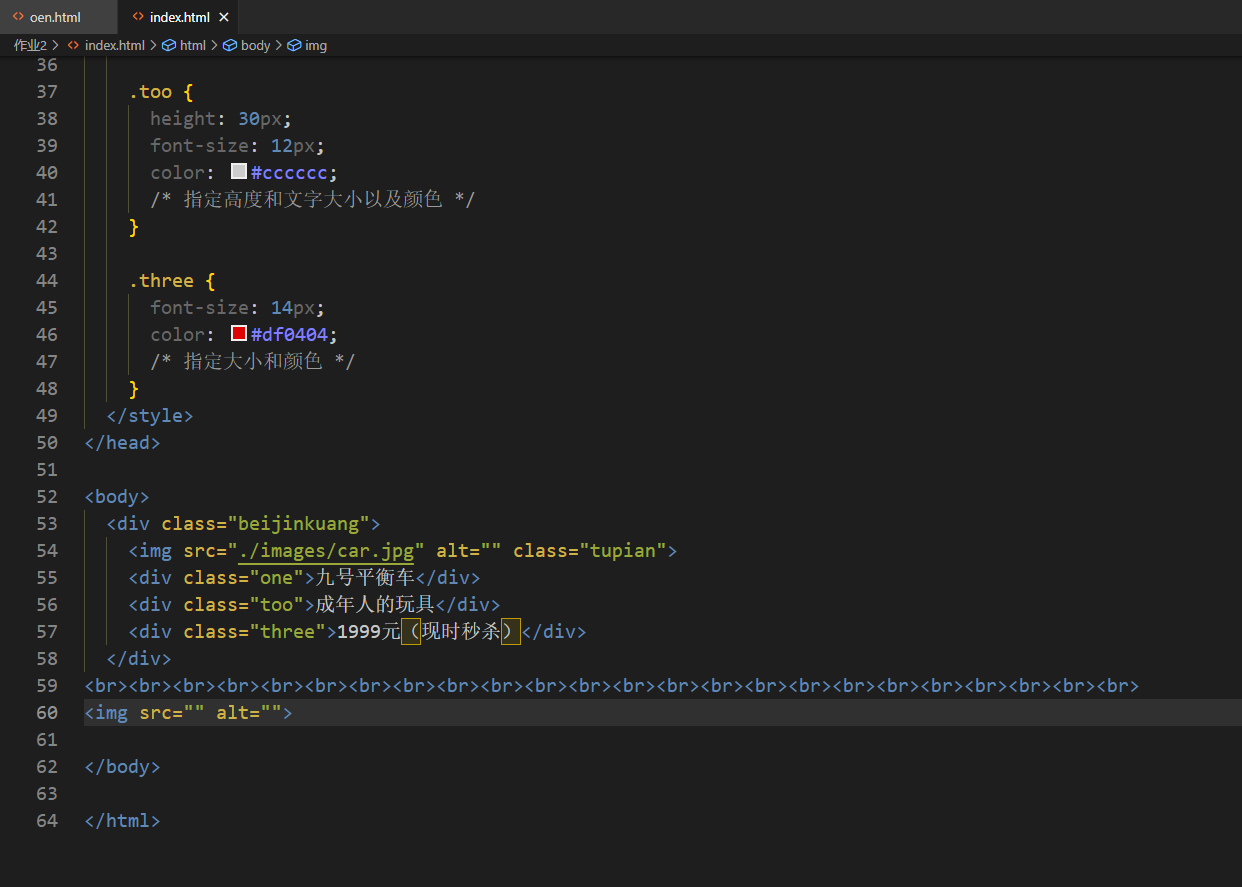 oen.html index.html ×
作业2 > index.html > html > body > img
36
37 .too {
38 height: 30px;
39 font-size: 12px;
40 color: #cccccc;
41 /* 指定高度和文字大小以及颜色 */
42 }
43
44 .three {
45 font-size: 14px;
46 color: #df0404;
47 /* 指定大小和颜色 */
48 }
49 </style>
50 </head>
51
52 <body>
53 <div class="beijinkuang">
54 <img src="./images/car.jpg" alt="" class="tupian">
55 <div class="one">九号平衡车</div>
56 <div class="too">成年人的玩具</div>
57 <div class="three">1999元（现时秒杀）</div>
58 </div>
59 <br><br><br><br><br><br><br><br><br><br><br><br><br><br><br><br><br><br><br><br><br><br><br><br>
60 <img src="" alt="">
61
62 </body>
63
64 </html>